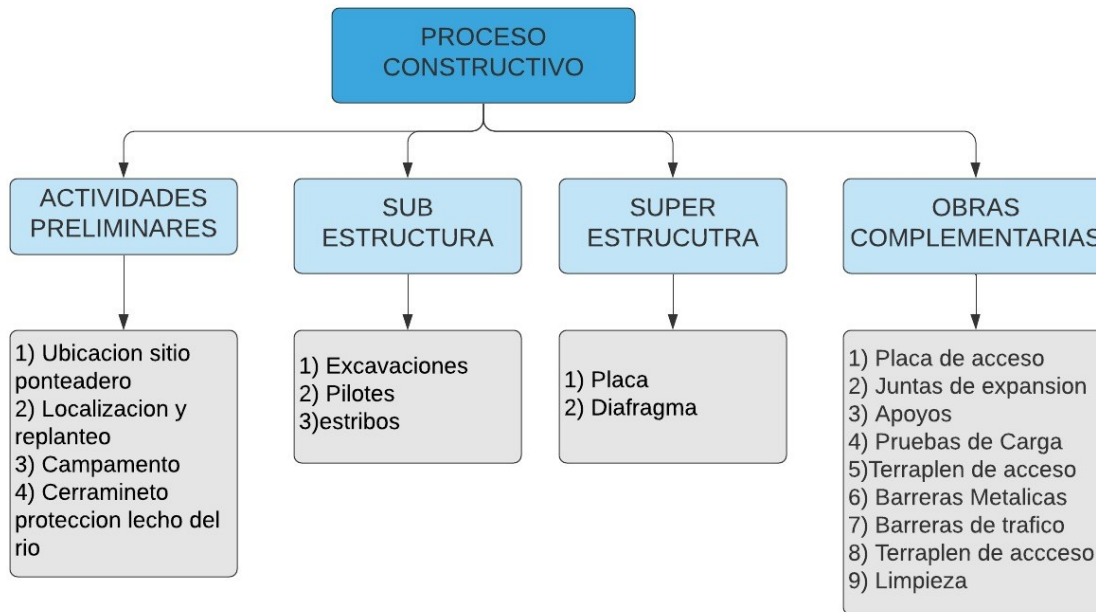 PROCESO
CONSTRUCTIVO
ACTIVIDADES
PRELIMINARES
SUB
ESTRUCTURA
SUPER
ESTRUCUTRA
OBRAS
COMPLEMENTARIAS
1) Ubicacion sitio
ponteadero
2) Localizacion y
replanteo
3) Campamento
4) Cerramineto
proteccion lecho del
rio
1) Excavaciones
2) Pilotes
3)estribos
1) Placa
2) Diafragma
1) Placa de acceso
2) Juntas de expansion
3) Apoyos
4) Pruebas de Carga
5)Terraplen de acceso
6) Barreras Metalicas
7) Barreras de trafico
8) Terraplen de accceso
9) Limpieza